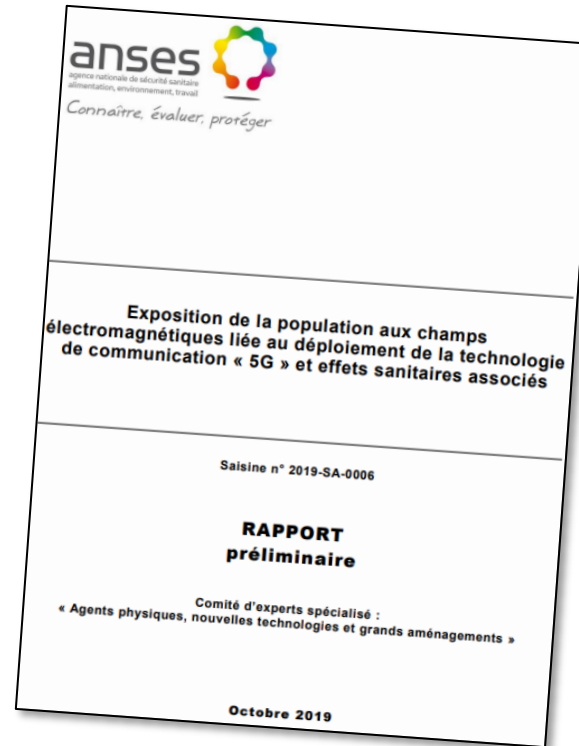 anses
agence nationale de sécurité sanitaire
alimentation, environnement, travail
Connaître, évaluer, protéger
Exposition de la population aux champs
électromagnétiques liée au déploiement de la technologie
de communication « 5G » et effets sanitaires associés
Saisine n° 2019-SA-0006
RAPPORT
préliminaire
Comité d'experts spécialisé :
« Agents physiques, nouvelles technologies et grands aménagements »
Octobre 2019